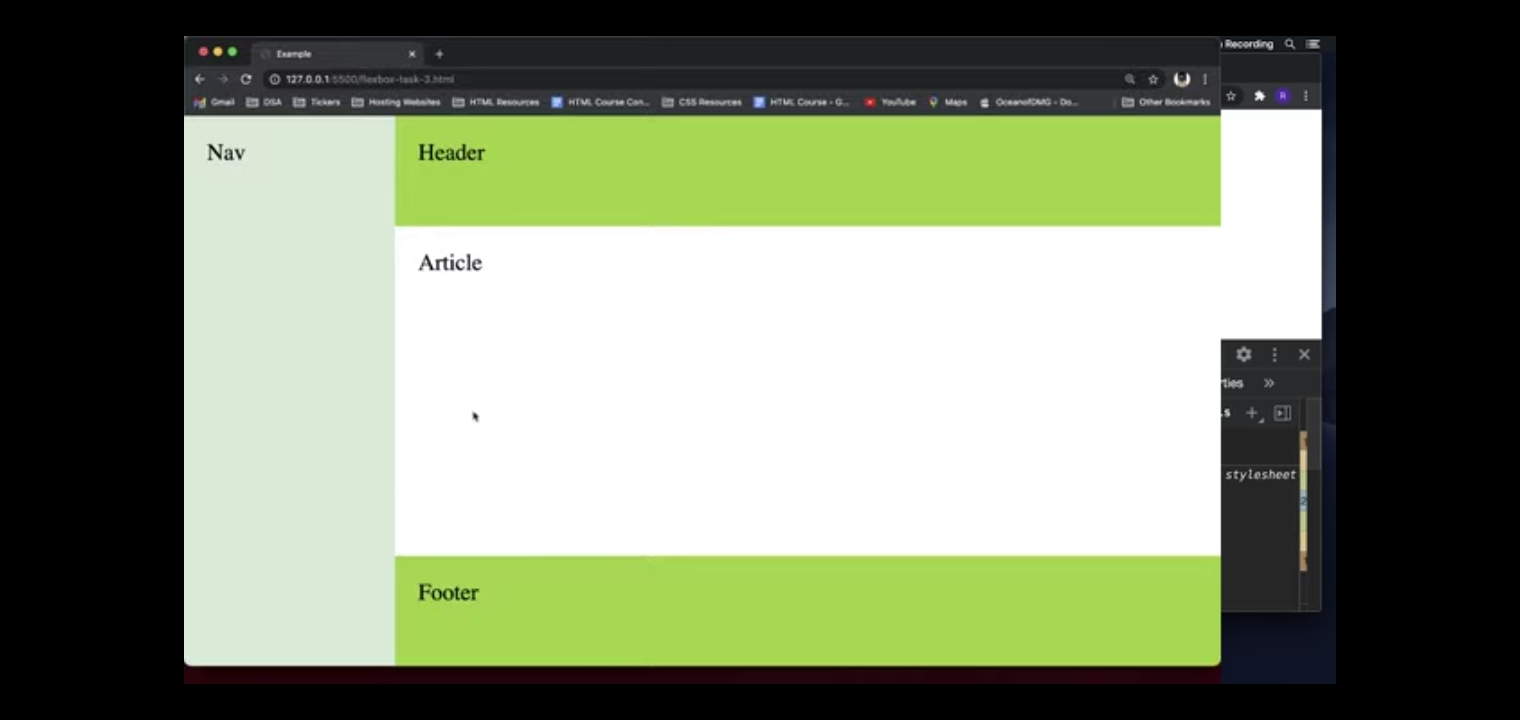 Recording
Example
127.0.0.1:5500/flexbox-task-3.html
Gmail DSA Tickers Hosting Websites HTML Resources HTML Course Con... CSS Resources HTML Course - G... YouTube Maps OceanofDMG - Do... Other Bookmarks
R
Nav
Header
Article
Footer
rties
.s
stylesheet
2